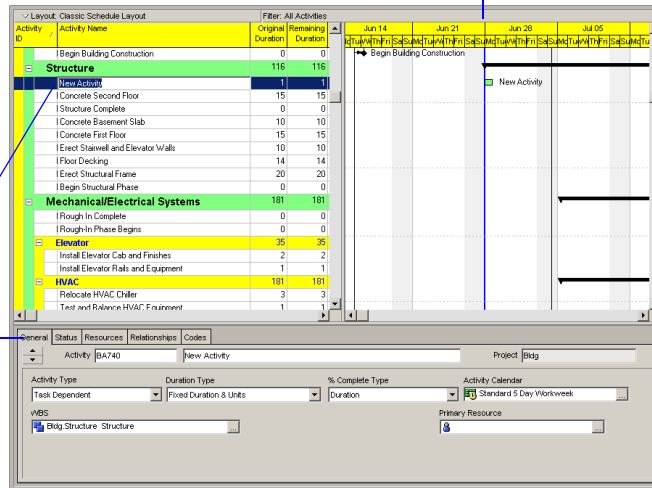 Layout: Classic Schedule Layout Filter: All Activities
Activity ID Activity Name Original Duration Remaining Duration Jun 14 Jun 21 Jun 28 Jul 05
Begin Building Construction 0 0 Begin Building Construction
Structure 116 116
New Activity 1 1 New Activity
Concrete Second Floor 15 15
Structure Complete 0 0
Concrete Basement Slab 10 10
Concrete First Floor 15 15
Erect Stairwell and Elevator Walls 10 10
Floor Decking 14 14
Erect Structural Frame 20 20
Begin Structural Phase 0 0
Mechanical/Electrical Systems 181 181
Rough In Complete 0 0
Rough-In Phase Begins 0 0
Elevator 35 35
Install Elevator Cab and Finishes 2 2
Install Elevator Rails and Equipment 1 1
HVAC 181 181
Relocate HVAC Chiller 3 3
Test and Balance HVAC Equipment 1 1
General Status Resources Relationships Codes
Activity BA740 New Activity Project Bldg
Activity Type Duration Type % Complete Type Activity Calendar
Task Dependent Fixed Duration & Units Duration Standard 5 Day Workweek ...
WBS Primary Resource
Bldg.Structure Structure ... ...